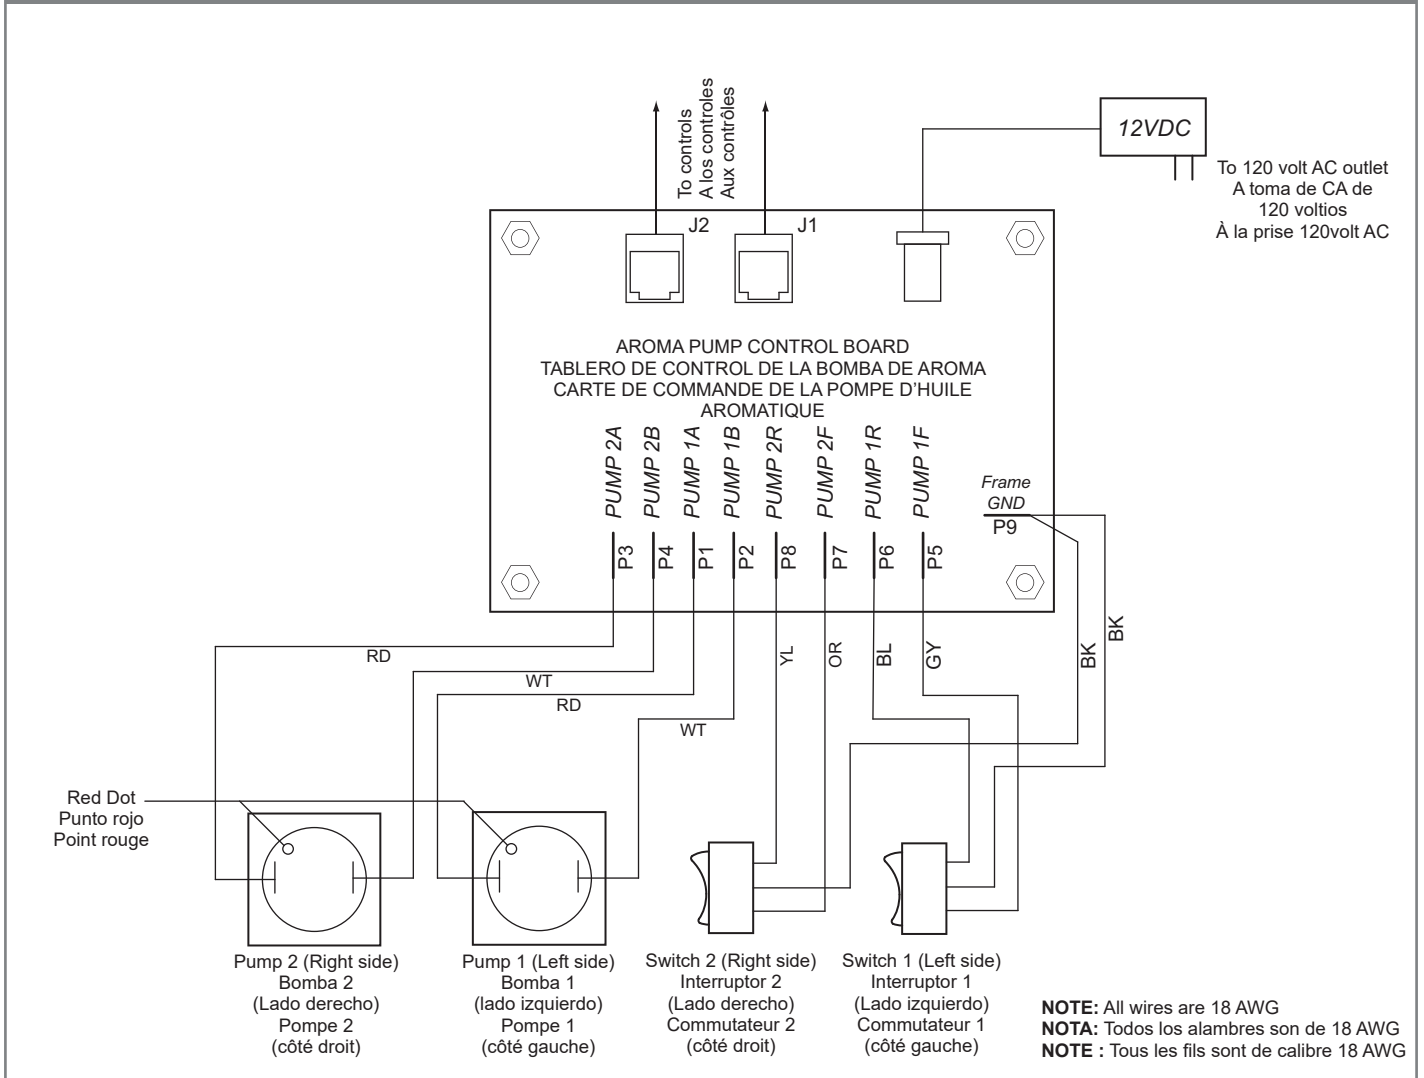 To controls
A los controles
Aux contrôles
12VDC
To 120 volt AC outlet
A toma de CA de
120 voltios
À la prise 120volt AC
J2
J1
AROMA PUMP CONTROL BOARD
TABLERO DE CONTROL DE LA BOMBA DE AROMA
CARTE DE COMMANDE DE LA POMPE D’HUILE
AROMATIQUE
PUMP 2A
PUMP 2B
PUMP 1A
PUMP 1B
PUMP 2R
PUMP 2F
PUMP 1R
PUMP 1F
Frame
GND
P9
P3
P4
P1
P2
P8
P7
P6
P5
RD
WT
RD
WT
YL
OR
BL
GY
BK
BK
Red Dot
Punto rojo
Point rouge
Pump 2 (Right side)
Bomba 2
(Lado derecho)
Pompe 2
(côté droit)
Pump 1 (Left side)
Bomba 1
(lado izquierdo)
Pompe 1
(côté gauche)
Switch 2 (Right side)
Interruptor 2
(Lado derecho)
Commutateur 2
(côté droit)
Switch 1 (Left side)
Interruptor 1
(Lado izquierdo)
Commutateur 1
(côté gauche)
NOTE: All wires are 18 AWG
NOTA: Todos los alambres son de 18 AWG
NOTE : Tous les fils sont de calibre 18 AWG